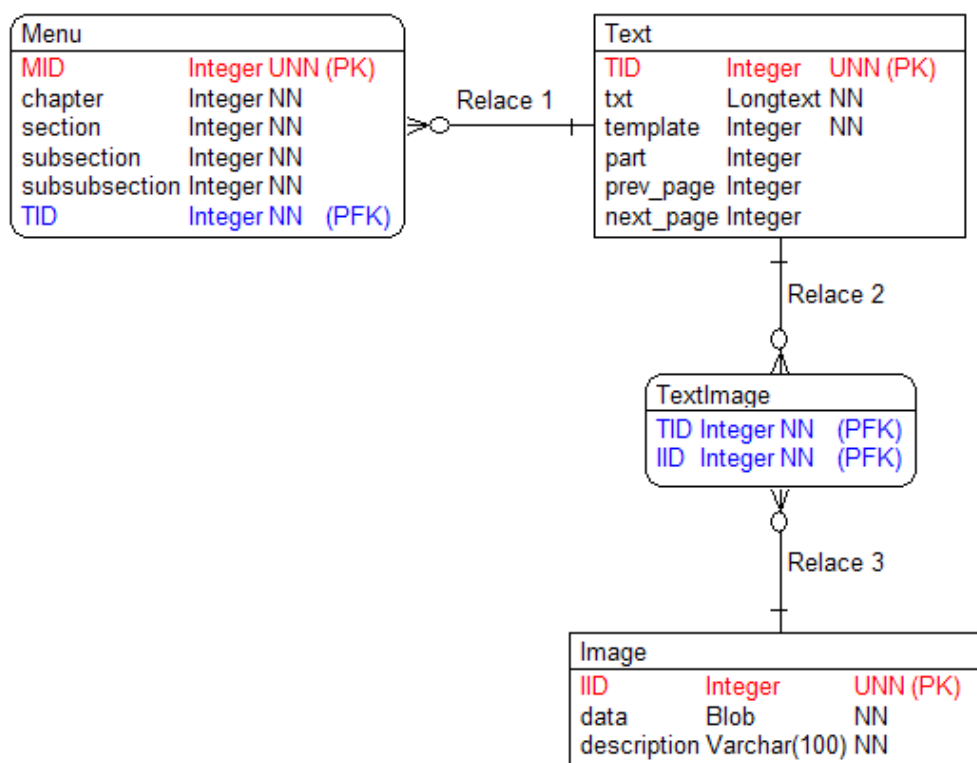 Menu
MID Integer UNN (PK)
chapter Integer NN
section Integer NN
subsection Integer NN
subsubsection Integer NN
TID Integer NN (PFK)
Relace 1
Text
TID Integer UNN (PK)
txt Longtext NN
template Integer NN
part Integer
prev_page Integer
next_page Integer
Relace 2
TextImage
TID Integer NN (PFK)
IID Integer NN (PFK)
Relace 3
Image
IID Integer UNN (PK)
data Blob NN
description Varchar(100) NN